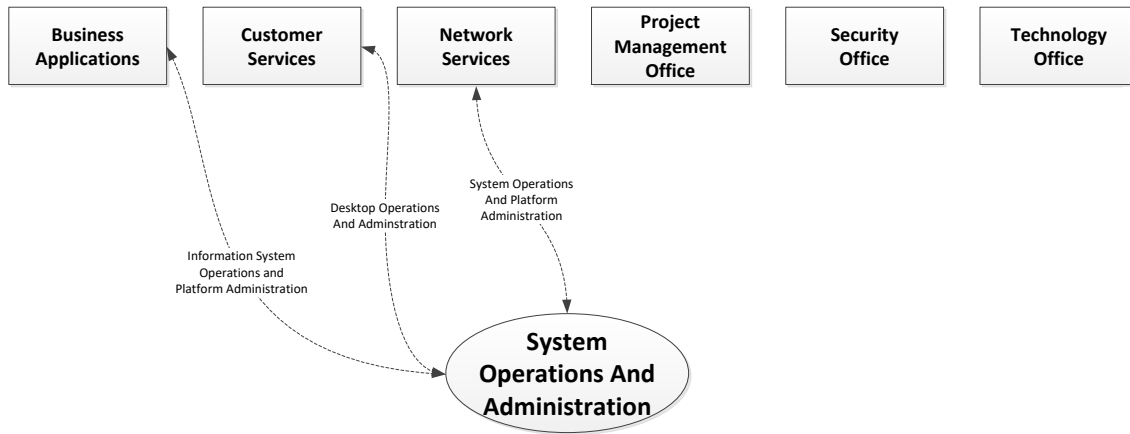 Business
Applications
Customer
Services
Network
Services
Project
Management
Office
Security
Office
Technology
Office
System Operations
And Platform
Administration
Desktop Operations
And Adminstration
Information System
Operations and
Platform Administration
System
Operations And
Administration